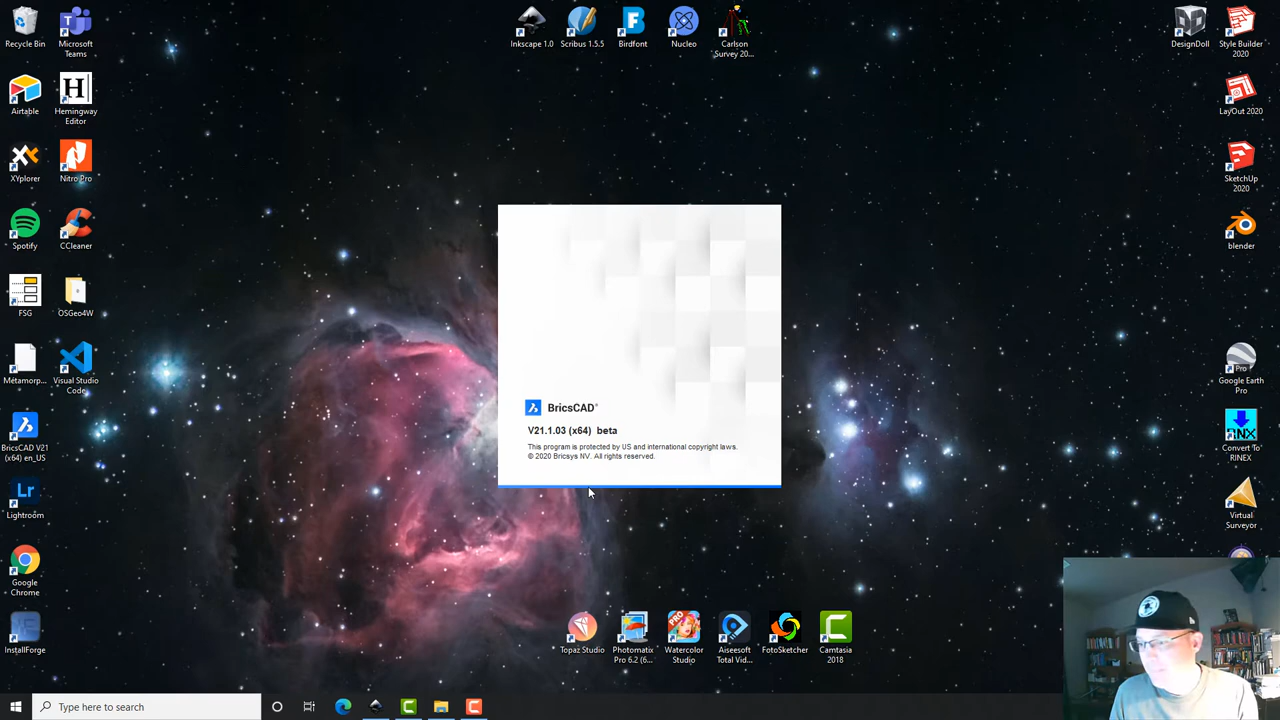 Recycle Bin
Microsoft
Teams
Inkscape 1.0
Scribus 1.5.5
Birdfont
Nucleo
Carlson
Survey 20...
DesignDoll
Style Builder
2020
Airtable
Hemingway
Editor
LayOut 2020
XYplorer
Nitro Pro
SketchUp
2020
Spotify
CCleaner
blender
FSG
OSGeo4W
Métamorp...
Visual Studio
Code
Google Earth
Pro
BricsCAD V21
(x64) en_US
BricsCAD®
V21.1.03 (x64) beta
This program is protected by US and international copyright laws.
© 2020 Bricsys NV. All rights reserved.
Convert To
RINEX
Lightroom
Virtual
Surveyor
Google
Chrome
InstallForge
Topaz Studio
Photomatix
Pro 6.2 (6...
Watercolor
Studio
Aiseesoft
Total Vid...
FotoSketcher
Camtasia
2018
Type here to search